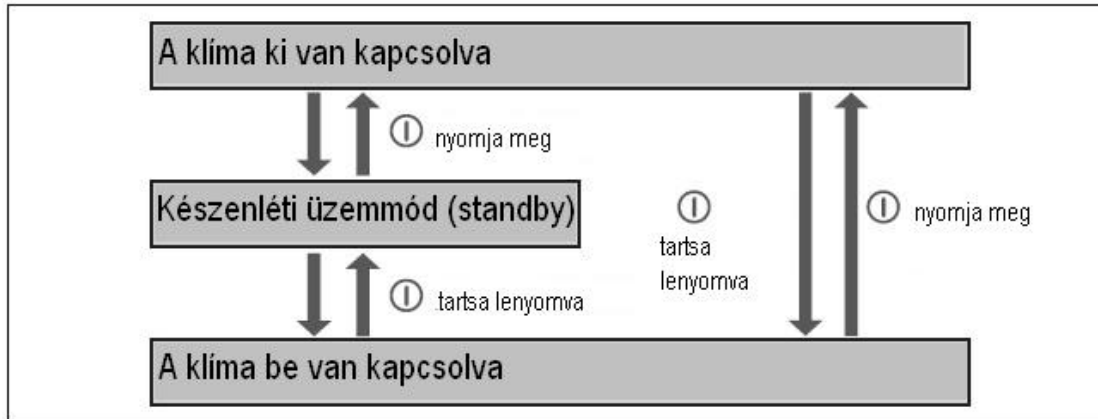 A klíma ki van kapcsolva
nyomja meg
Készenléti üzemmód (standby)
tartsa
lenyomva
nyomja meg
.tartsa lenyomva
A klíma be van kapcsolva